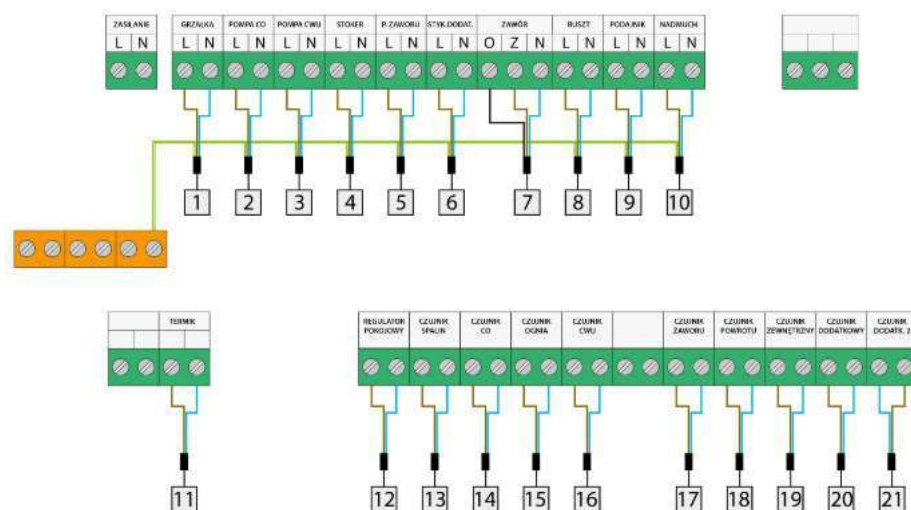 ZASILANIE GRZAŁKA POMPA CO POMPA CWU STOKER P. ZAWORU STYK.DODAT. ZAWÓR RUSZT PODAJNIK NADMUCH
L N L N L N L N L N L N L N O Z N L N L N L N
1 2 3 4 5 6 7 8 9 10
TERMIK REGULATOR POKOJOWY CZUJNIK SPALIN CZUJNIK CO CZUJNIK OGNIA CZUJNIK CWU CZUJNIK ZAWORU CZUJNIK POWROTU CZUJNIK ZEWNĘTRZNY CZUJNIK DODATKOWY CZUJNIK DODATK. 2
11 12 13 14 15 16 17 18 19 20 21